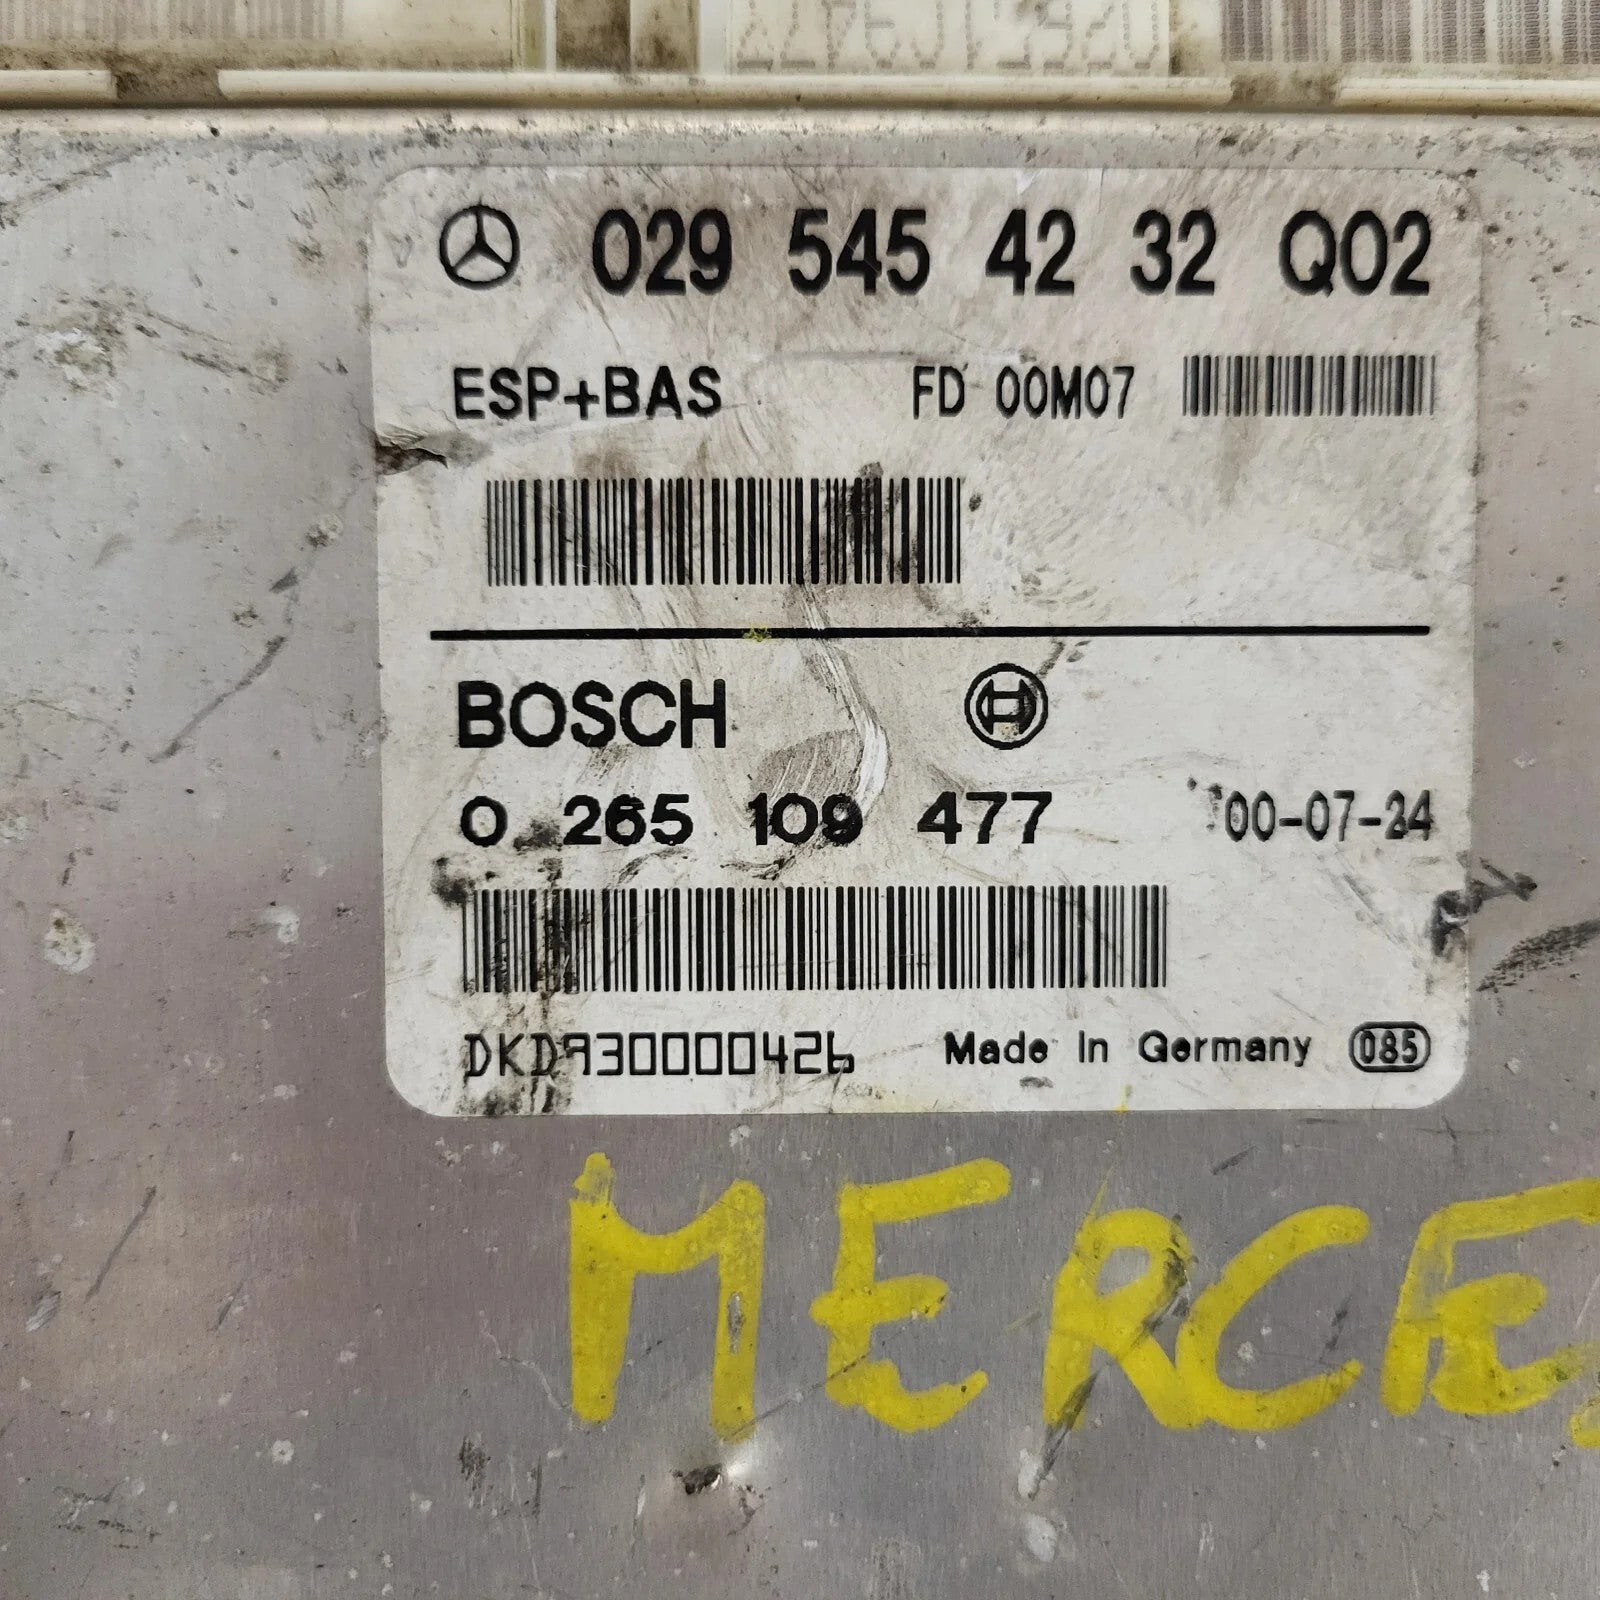 029 545 42 32 Q02
ESP+BAS FD 00M07
BOSCH
0 265 109 477 00-07-24
DKD930000426 Made In Germany 085
MERCE